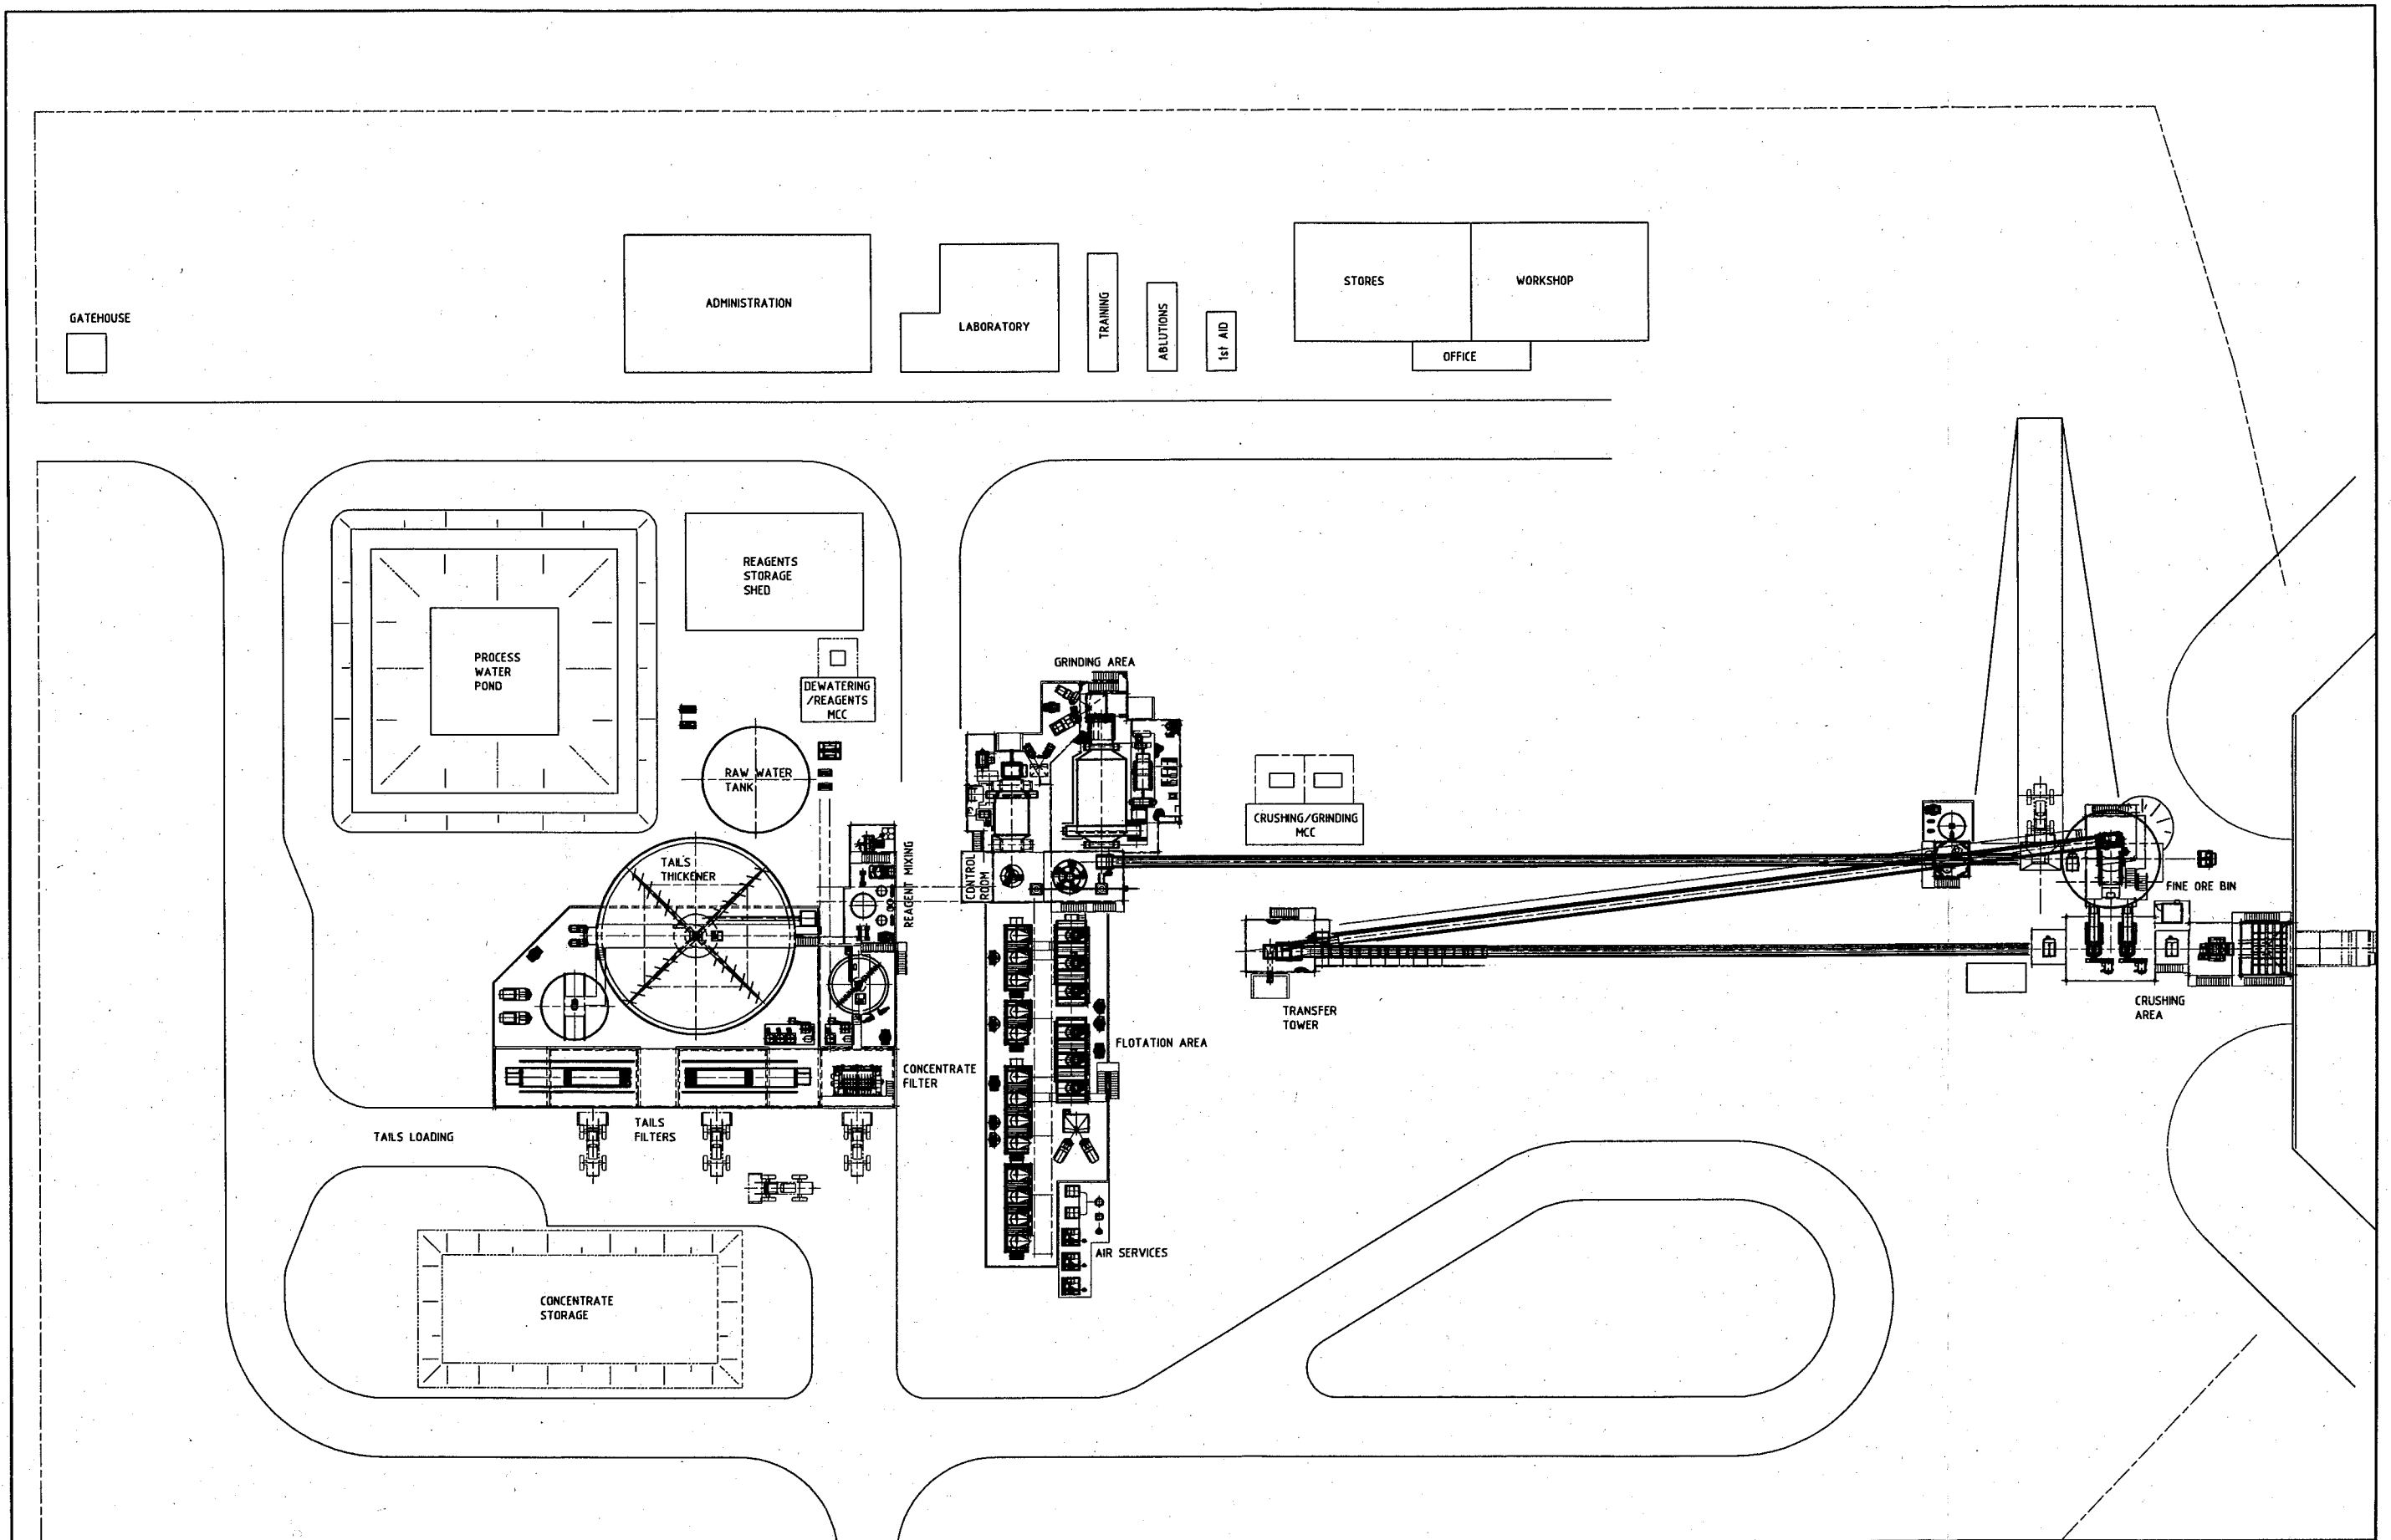 GATEHOUSE
ADMINISTRATION
LABORATORY
TRAINING
ABLUTIONS
1st AID
STORES
WORKSHOP
OFFICE
REAGENTS
STORAGE
SHED
PROCESS
WATER
POND
DEWATERING
/REAGENTS
MCC
GRINDING AREA
RAW WATER
TANK
CRUSHING/GRINDING
MCC
TAILS
THICKENER
REAGENT MIXING
CONTROL
ROOM
FINE ORE BIN
TRANSFER
TOWER
CRUSHING
AREA
FLOTATION AREA
CONCENTRATE
FILTER
TAILS LOADING
TAILS
FILTERS
AIR SERVICES
CONCENTRATE
STORAGE